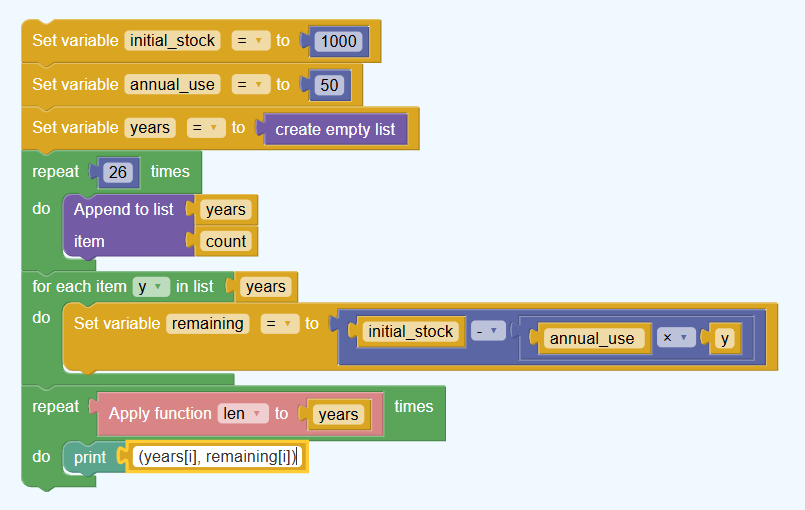 Set variable initial_stock = to 1000
Set variable annual_use = to 50
Set variable years = to create empty list
repeat 26 times
do Append to list years
item count
for each item y in list years
do Set variable remaining = to initial_stock - annual_use × y
repeat Apply function len to years times
do print (years[i], remaining[i])